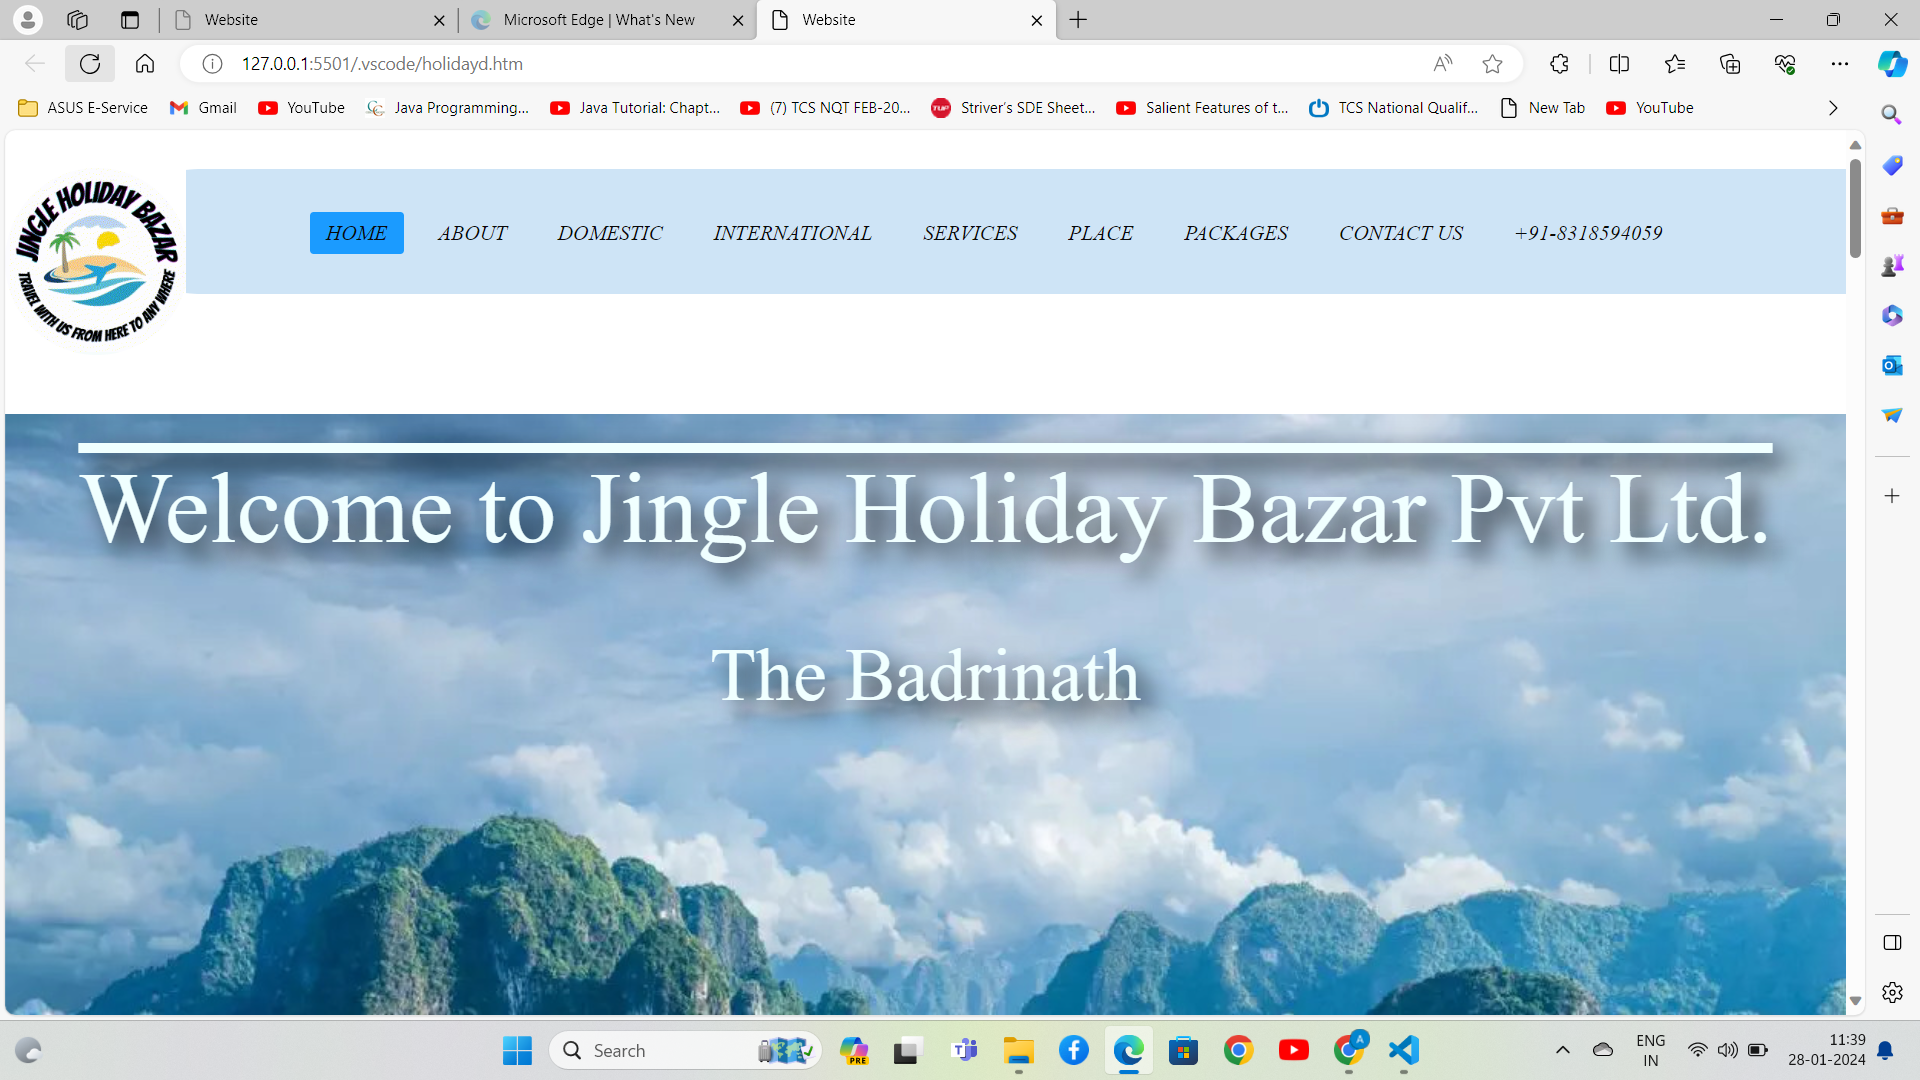 Website
Microsoft Edge | What's New
Website
127.0.0.1:5501/.vscode/holidayd.htm
ASUS E-Service
Gmail
YouTube
Java Programming...
Java Tutorial: Chapt...
(7) TCS NQT FEB-20...
Striver's SDE Sheet...
Salient Features of t...
TCS National Qualif...
New Tab
YouTube
JINGLE HOLIDAY BAZAR
TRAVEL WITH US FROM HERE TO ANY WHERE
HOME
ABOUT
DOMESTIC
INTERNATIONAL
SERVICES
PLACE
PACKAGES
CONTACT US
+91-8318594059
Welcome to Jingle Holiday Bazar Pvt Ltd.
The Badrinath
Search
PRE
A
ENG
IN
11:39
28-01-2024